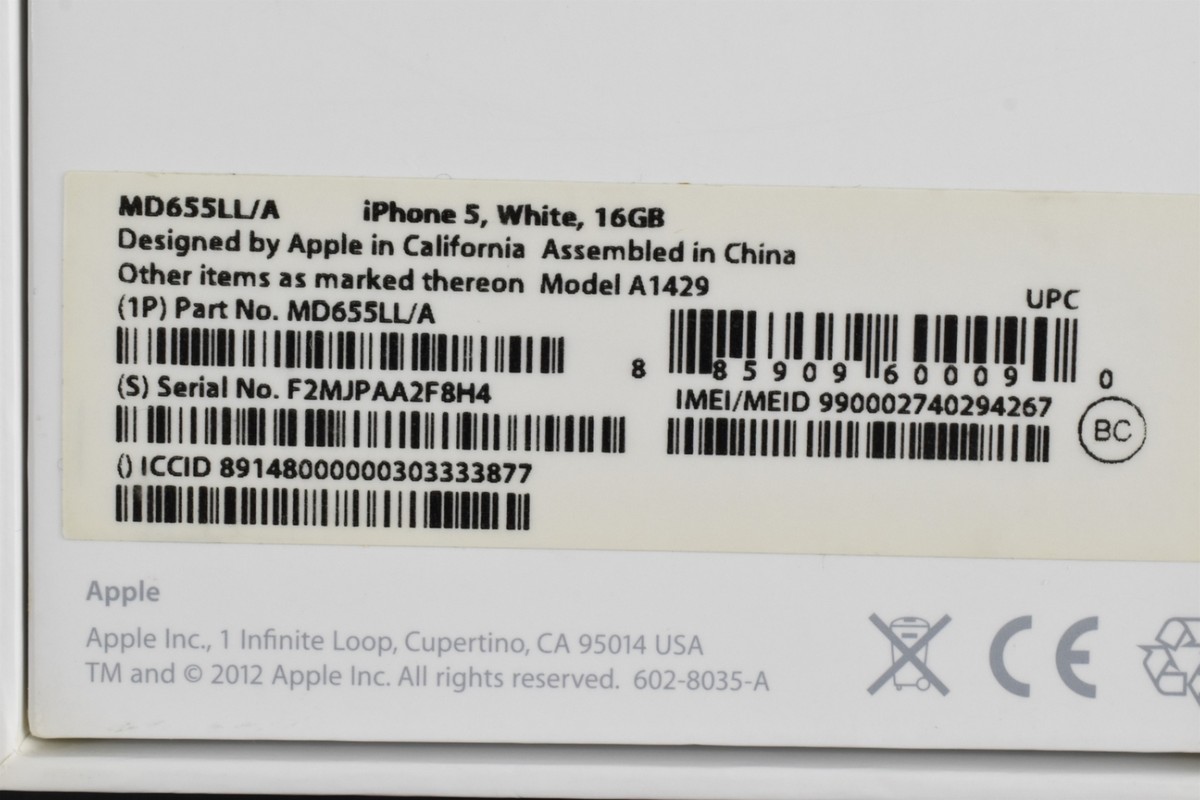 MD655LL/A iPhone 5, White, 16GB
Designed by Apple in California Assembled in China
Other items as marked thereon Model A1429
(1P) Part No. MD655LL/A
UPC
8 85909 60009 0
(S) Serial No. F2MJPAA2F8H4
IMEI/MEID 990002740294267
BC
() ICCID 89148000000303333877
Apple
Apple Inc., 1 Infinite Loop, Cupertino, CA 95014 USA
TM and © 2012 Apple Inc. All rights reserved. 602-8035-A
CE